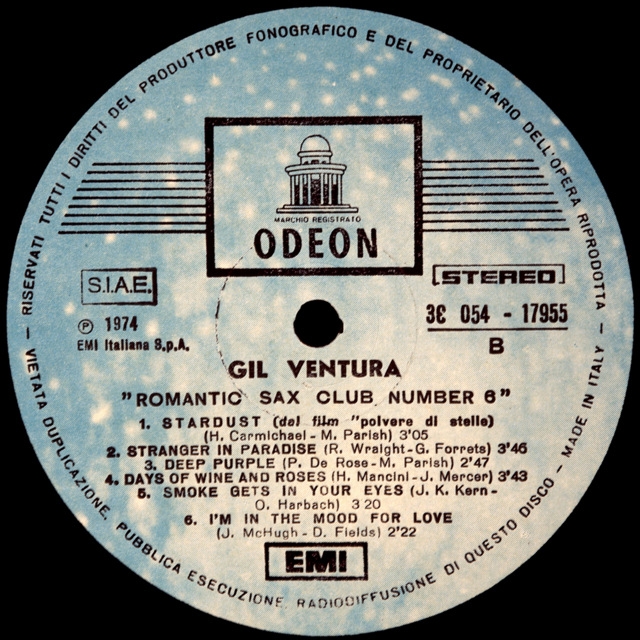 RISERVATI TUTTI I DIRITTI DEL PRODUTTORE FONOGRAFICO E DEL PROPRIETARIO DELL'OPERA RIPRODOTTA
MARCHIO REGISTRATO
ODEON
S.I.A.E.
STEREO
℗ 1974
3C 054 - 17955
EMI Italiana S.p.A.
B
GIL VENTURA
"ROMANTIC SAX CLUB NUMBER 6"
1. STARDUST (dal film "polvere di stelle)
(H. Carmichael - M. Parish) 3'05
2. STRANGER IN PARADISE (R. Wraight-G. Forrets) 3'46
3. DEEP PURPLE (P. De Rose-M. Parish) 2'47
4. DAYS OF WINE AND ROSES (H. Mancini-J. Mercer) 3'43
5. SMOKE GETS IN YOUR EYES (J. K. Kern-
O. Harbach) 3 20
6. I'M IN THE MOOD FOR LOVE
(J. McHugh - D. Fields) 2'22
EMI
— VIETATA DUPLICAZIONE, PUBBLICA ESECUZIONE, RADIODIFFUSIONE DI QUESTO DISCO - MADE IN ITALY —